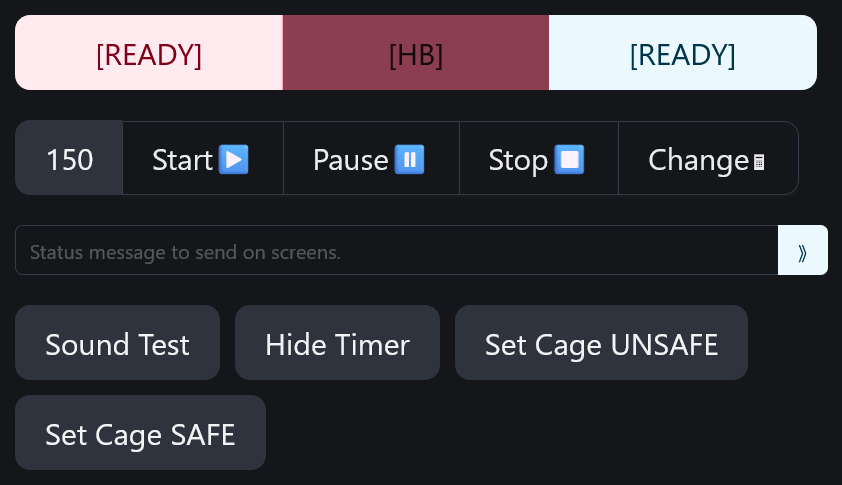 [READY] [HB] [READY]
150 Start Pause Stop Change
Status message to send on screens. ⟫
Sound Test Hide Timer Set Cage UNSAFE
Set Cage SAFE